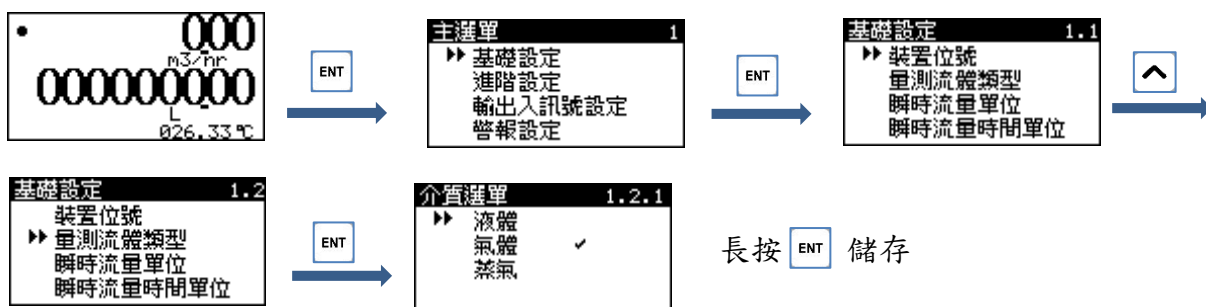 000
m3/hr
000000000
L
026.33℃
ENT
主選單 1
基礎設定
進階設定
輸出入訊號設定
警報設定
ENT
基礎設定 1.1
裝置位號
量測流體類型
瞬時流量單位
瞬時流量時間單位
基礎設定 1.2
裝置位號
量測流體類型
瞬時流量單位
瞬時流量時間單位
ENT
介質選單 1.2.1
液體
氣體 ✓
蒸氣
長按 ENT 儲存